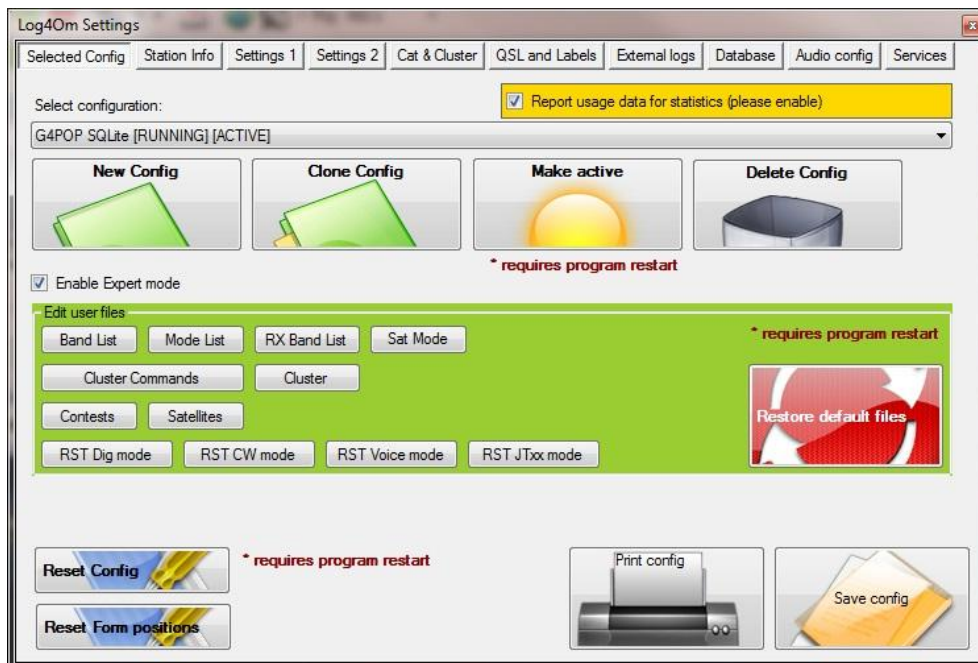 Log4Om Settings
Selected Config Station Info Settings 1 Settings 2 Cat & Cluster QSL and Labels External logs Database Audio config Services
Select configuration:
Report usage data for statistics (please enable)
G4POP SQLite [RUNNING] [ACTIVE]
New Config Clone Config Make active Delete Config
* requires program restart
Enable Expert mode
Edit user files
Band List Mode List RX Band List Sat Mode
* requires program restart
Cluster Commands Cluster
Contests Satellites
Restore default files
RST Dig mode RST CW mode RST Voice mode RST JTxx mode
Reset Config
* requires program restart
Print config
Save config
Reset Form positions